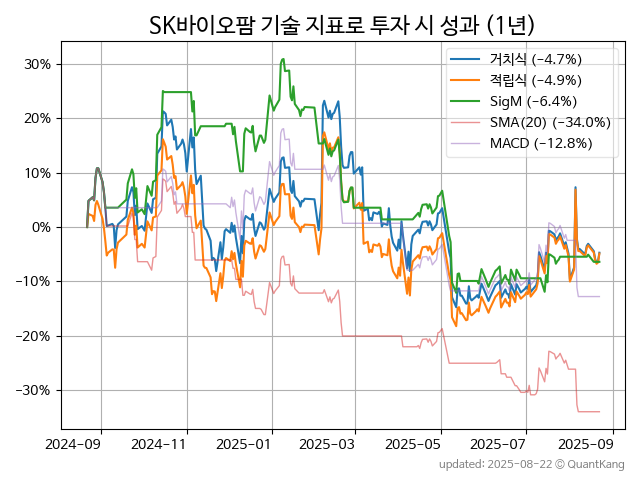 SK바이오팜 기술 지표로 투자 시 성과 (1년)
거치식 (−4.7%)
적립식 (−4.9%)
SigM (−6.4%)
SMA(20) (−34.0%)
MACD (−12.8%)
30%
20%
10%
0%
−10%
−20%
−30%
2024−09 2024−11 2025−01 2025−03 2025−05 2025−07 2025−09
updated: 2025-08-22 © QuantKang